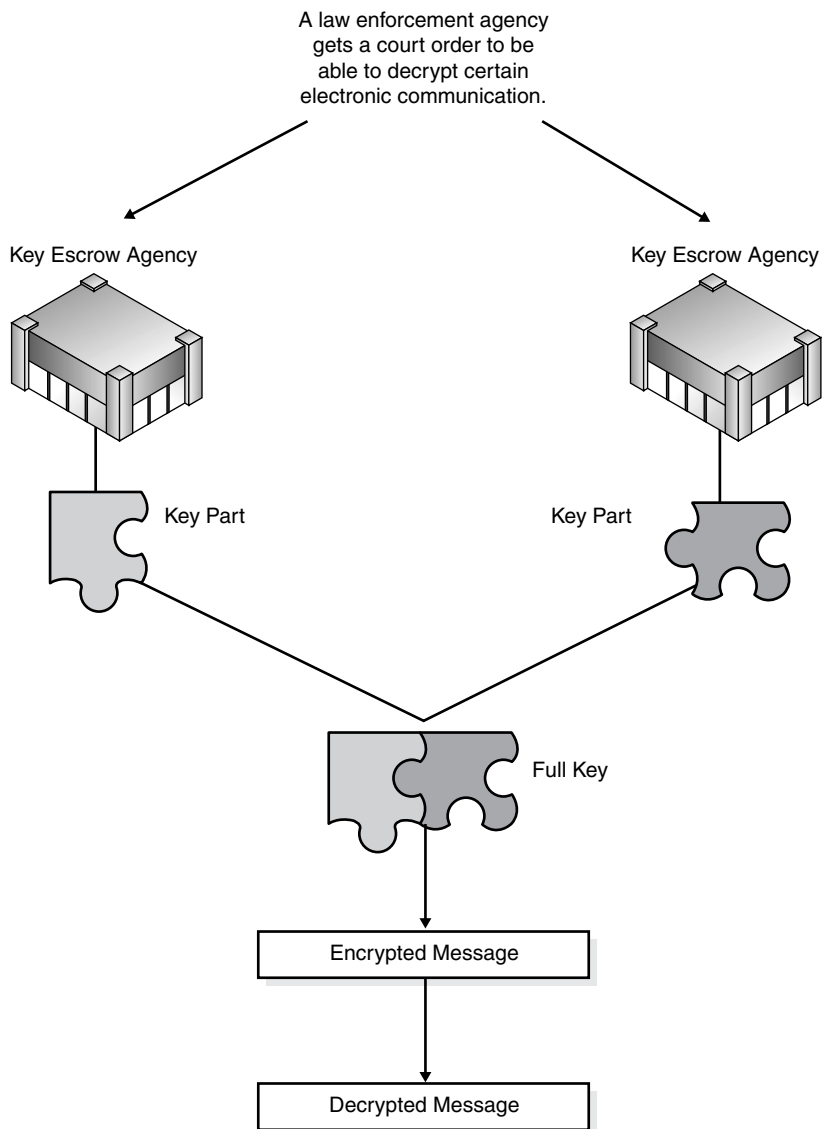 A law enforcement agency
gets a court order to be
able to decrypt certain
electronic communication.
Key Escrow Agency
Key Escrow Agency
Key Part
Key Part
Full Key
Encrypted Message
Decrypted Message